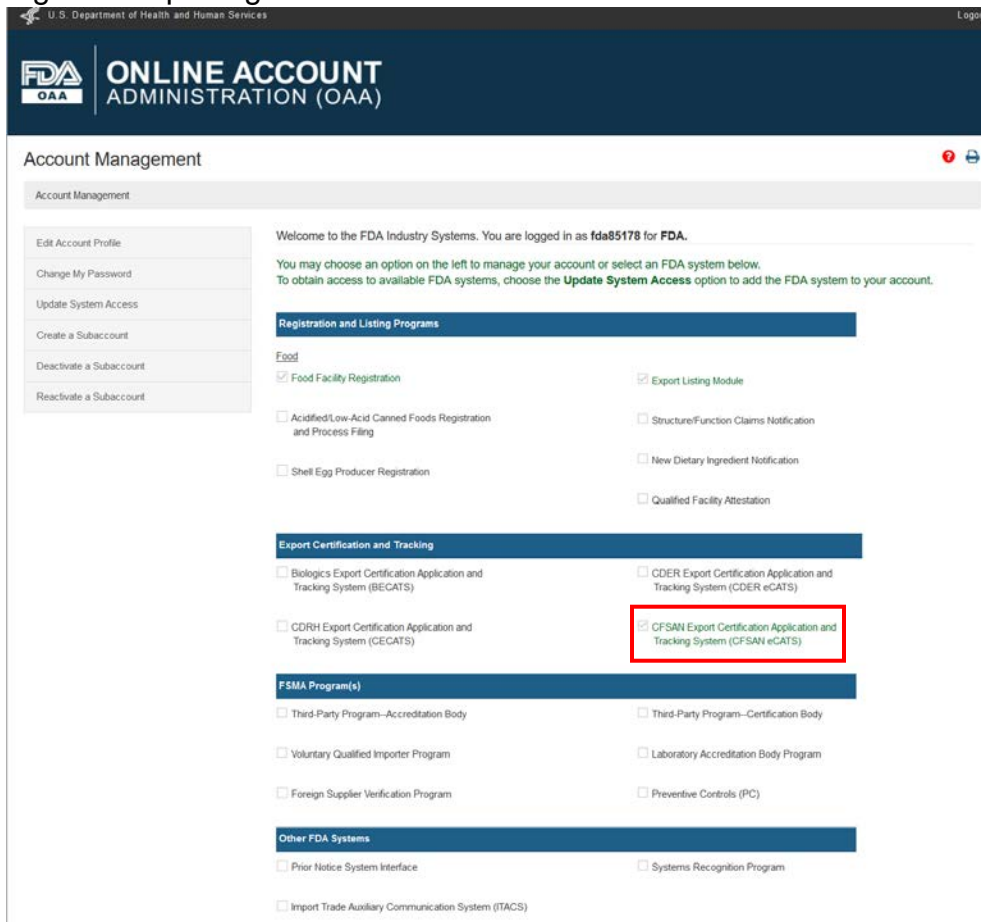 U.S. Department of Health and Human Services
Logo
FDA
OAA
ONLINE ACCOUNT
ADMINISTRATION (OAA)
Account Management
Account Management
Edit Account Profile
Change My Password
Update System Access
Create a Subaccount
Deactivate a Subaccount
Reactivate a Subaccount
Welcome to the FDA Industry Systems. You are logged in as fda85178 for FDA.
You may choose an option on the left to manage your account or select an FDA system below.
To obtain access to available FDA systems, choose the Update System Access option to add the FDA system to your account.
Registration and Listing Programs
Food
Food Facility Registration
Export Listing Module
Acidified/Low-Acid Canned Foods Registration
and Process Filing
Structure/Function Claims Notification
New Dietary Ingredient Notification
Shell Egg Producer Registration
Qualified Facility Attestation
Export Certification and Tracking
Biologics Export Certification Application and
Tracking System (BECATS)
CDER Export Certification Application and
Tracking System (CDER eCATS)
CDRH Export Certification Application and
Tracking System (CECATS)
CFSAN Export Certification Application and
Tracking System (CFSAN eCATS)
FSMA Program(s)
Third-Party Program--Accreditation Body
Third-Party Program--Certification Body
Voluntary Qualified Importer Program
Laboratory Accreditation Body Program
Foreign Supplier Verification Program
Preventive Controls (PC)
Other FDA Systems
Prior Notice System Interface
Systems Recognition Program
Import Trade Auxiliary Communication System (ITACS)